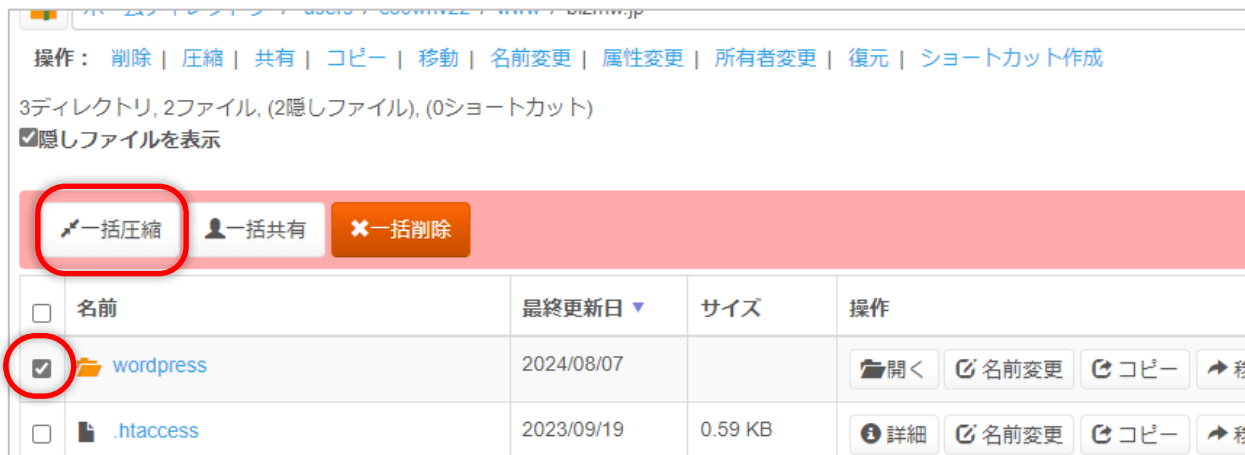 操作： 削除 | 圧縮 | 共有 | コピー | 移動 | 名前変更 | 属性変更 | 所有者変更 | 復元 | ショートカット作成
3ディレクトリ, 2ファイル, (2隠しファイル), (0ショートカット)
隠しファイルを表示
一括圧縮 一括共有 一括削除
名前 最終更新日 ▼ サイズ 操作
wordpress 2024/08/07 開く 名前変更 コピー
.htaccess 2023/09/19 0.59 KB 詳細 名前変更 コピー